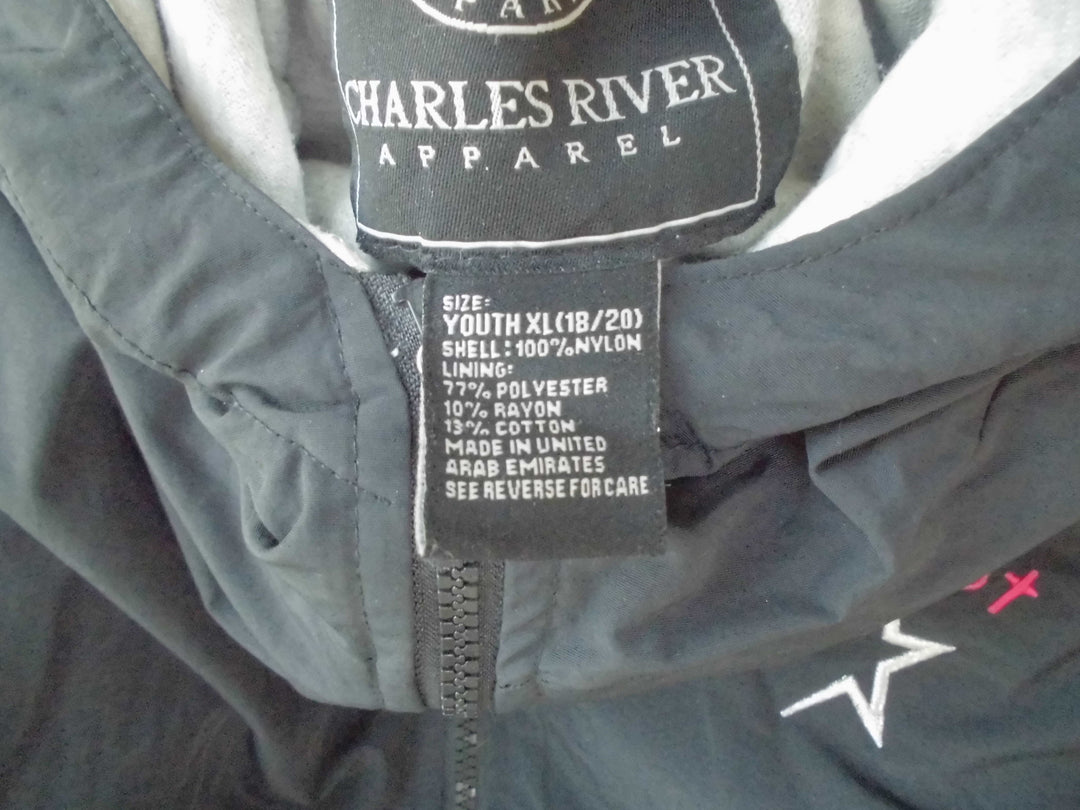 PAR
CHARLES RIVER
APPAREL
SIZE:
YOUTH XL(18/20)
SHELL: 100% NYLON
LINING:
77% POLYESTER
10% RAYON
13% COTTON
MADE IN UNITED
ARAB EMIRATES
SEE REVERSE FOR CARE